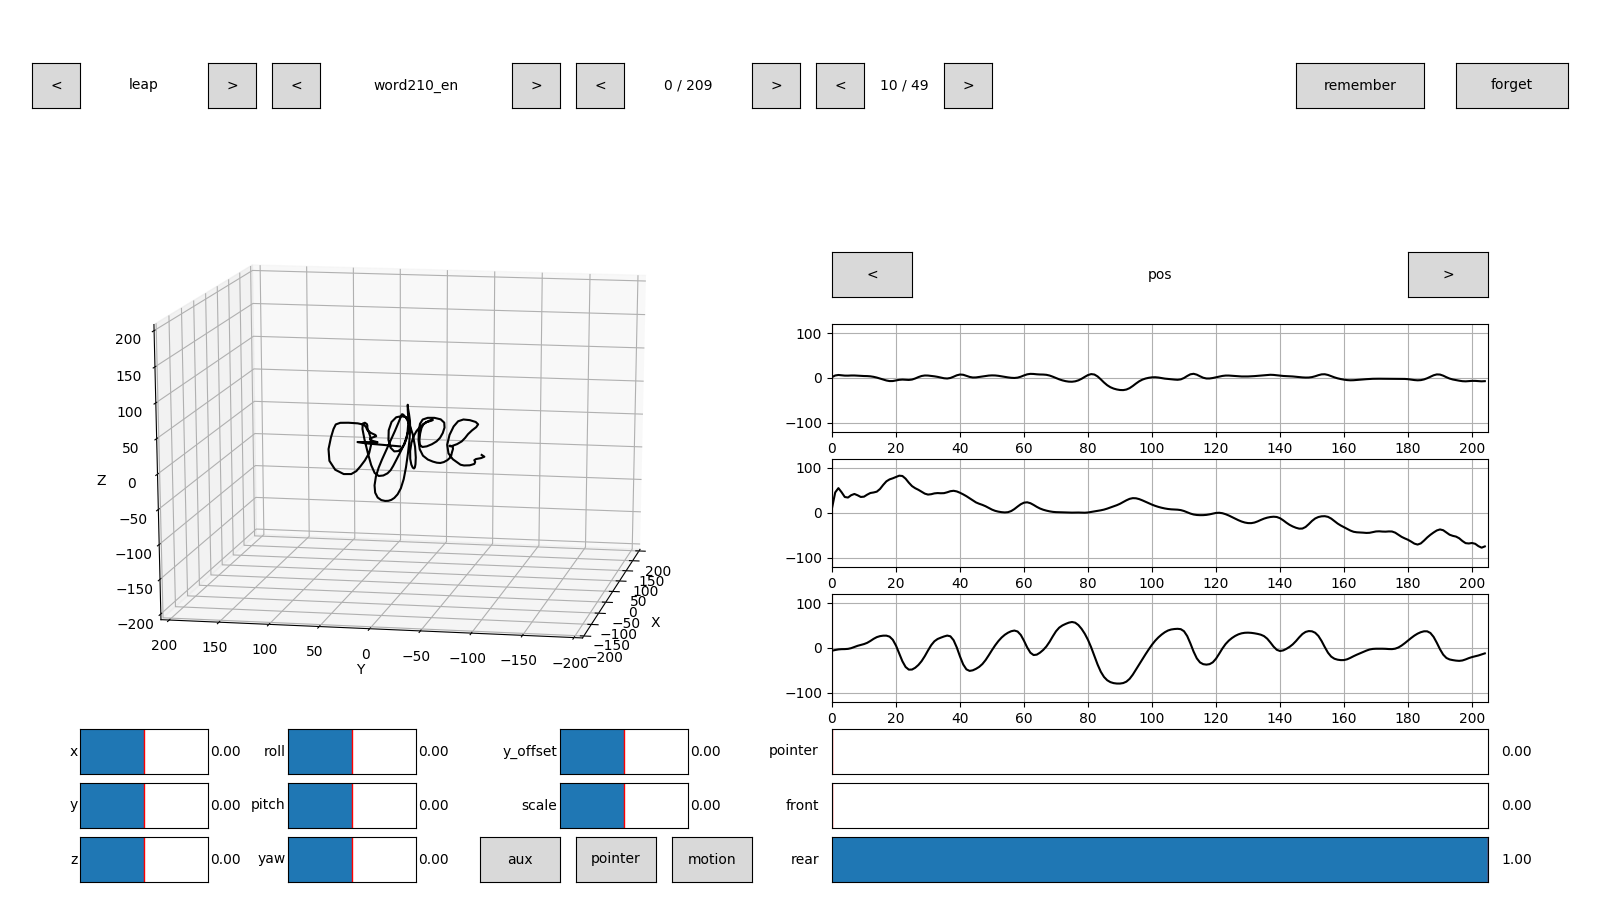 < leap > < word210_en > < 0 / 209 > < 10 / 49 > remember forget
< pos >
200 150 100 50 0 −50 −100 −150 −200
Z
200 150 100 50 0 −50 −100 −150 −200
Y
200 150 100 50 0 −50 −100 −150 −200
X
100 0 −100
0 20 40 60 80 100 120 140 160 180 200
100 0 −100
0 20 40 60 80 100 120 140 160 180 200
100 0 −100
0 20 40 60 80 100 120 140 160 180 200
x 0.00 roll 0.00 y_offset 0.00 pointer 0.00
y 0.00 pitch 0.00 scale 0.00 front 0.00
z 0.00 yaw 0.00 aux pointer motion rear 1.00